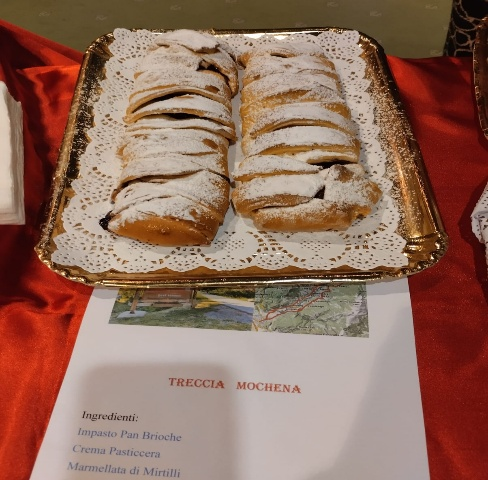 TRECCIA MOCHENA
Ingredienti:
Impasto Pan Brioche
Crema Pasticcera
Marmellata di Mirtilli